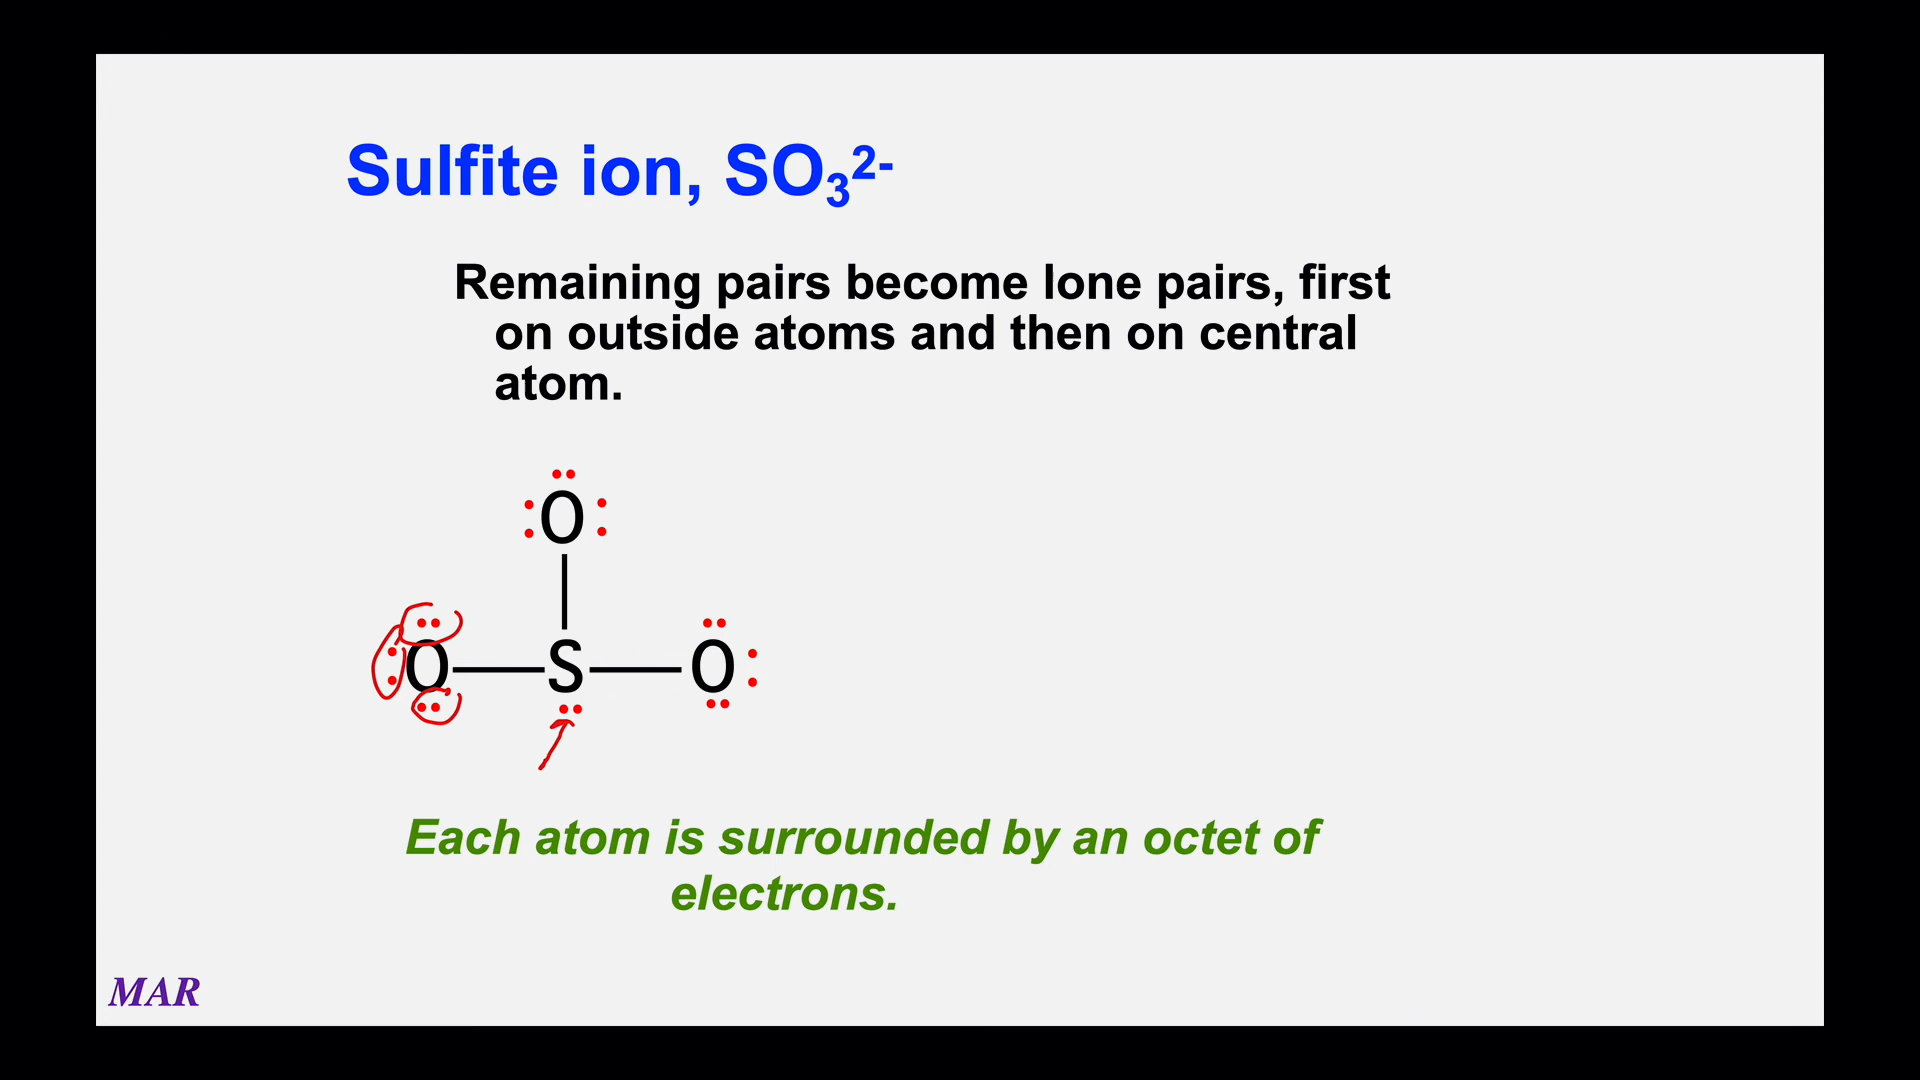 Sulfite ion, SO₃²⁻
Remaining pairs become lone pairs, first
on outside atoms and then on central
atom.
O
O S O
Each atom is surrounded by an octet of
electrons.
MAR